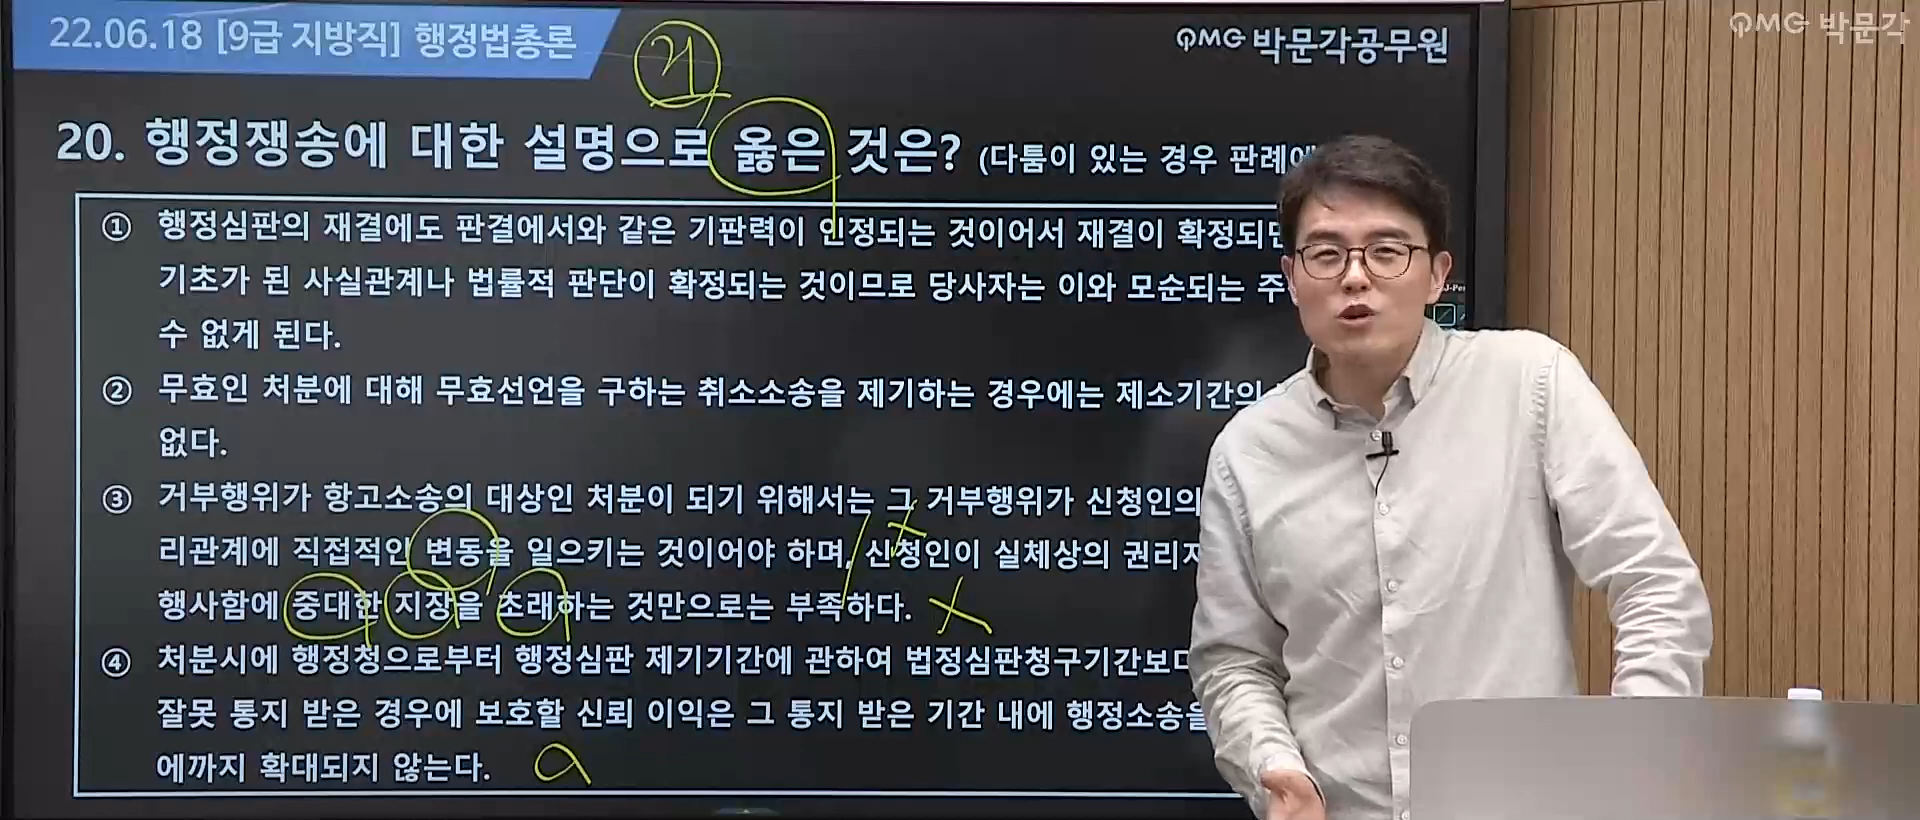 22.06.18 [9급 지방직] 행정법총론
박문각공무원
박문각
20. 행정쟁송에 대한 설명으로 옳은 것은? (다툼이 있는 경우 판례에
① 행정심판의 재결에도 판결에서와 같은 기판력이 인정되는 것이어서 재결이 확정되면
기초가 된 사실관계나 법률적 판단이 확정되는 것이므로 당사자는 이와 모순되는 주
수 없게 된다.
② 무효인 처분에 대해 무효선언을 구하는 취소소송을 제기하는 경우에는 제소기간의
없다.
③ 거부행위가 항고소송의 대상인 처분이 되기 위해서는 그 거부행위가 신청인의
리관계에 직접적인 변동을 일으키는 것이어야 하며, 신청인이 실체상의 권리자
행사함에 중대한 지장을 초래하는 것만으로는 부족하다.
④ 처분시에 행정청으로부터 행정심판 제기기간에 관하여 법정심판청구기간보다
잘못 통지 받은 경우에 보호할 신뢰 이익은 그 통지 받은 기간 내에 행정소송을
에까지 확대되지 않는다.